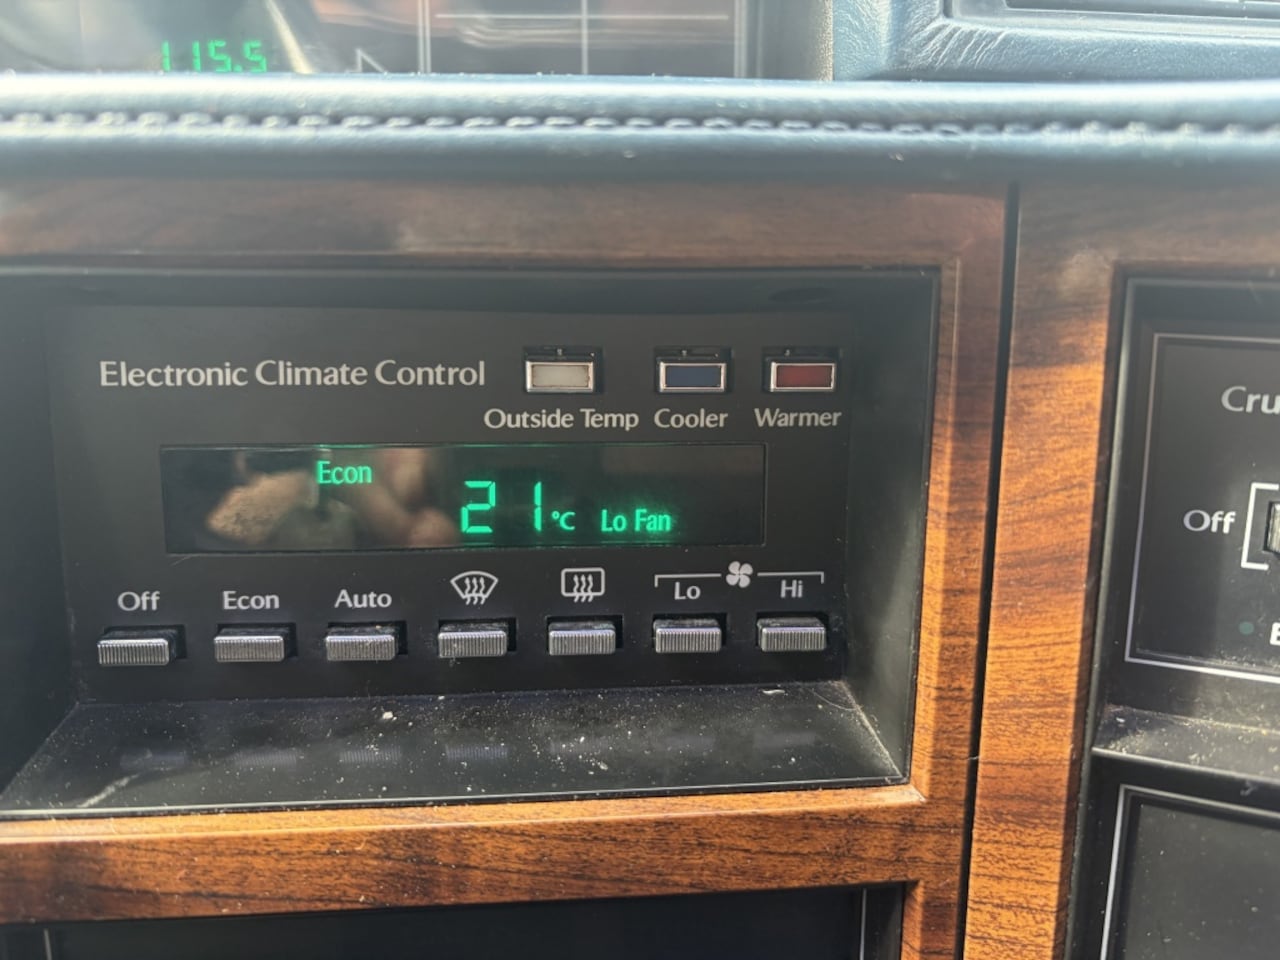 115.5
Electronic Climate Control
Outside Temp Cooler Warmer
Econ
21°C Lo Fan
Off Econ Auto Lo Hi
Off